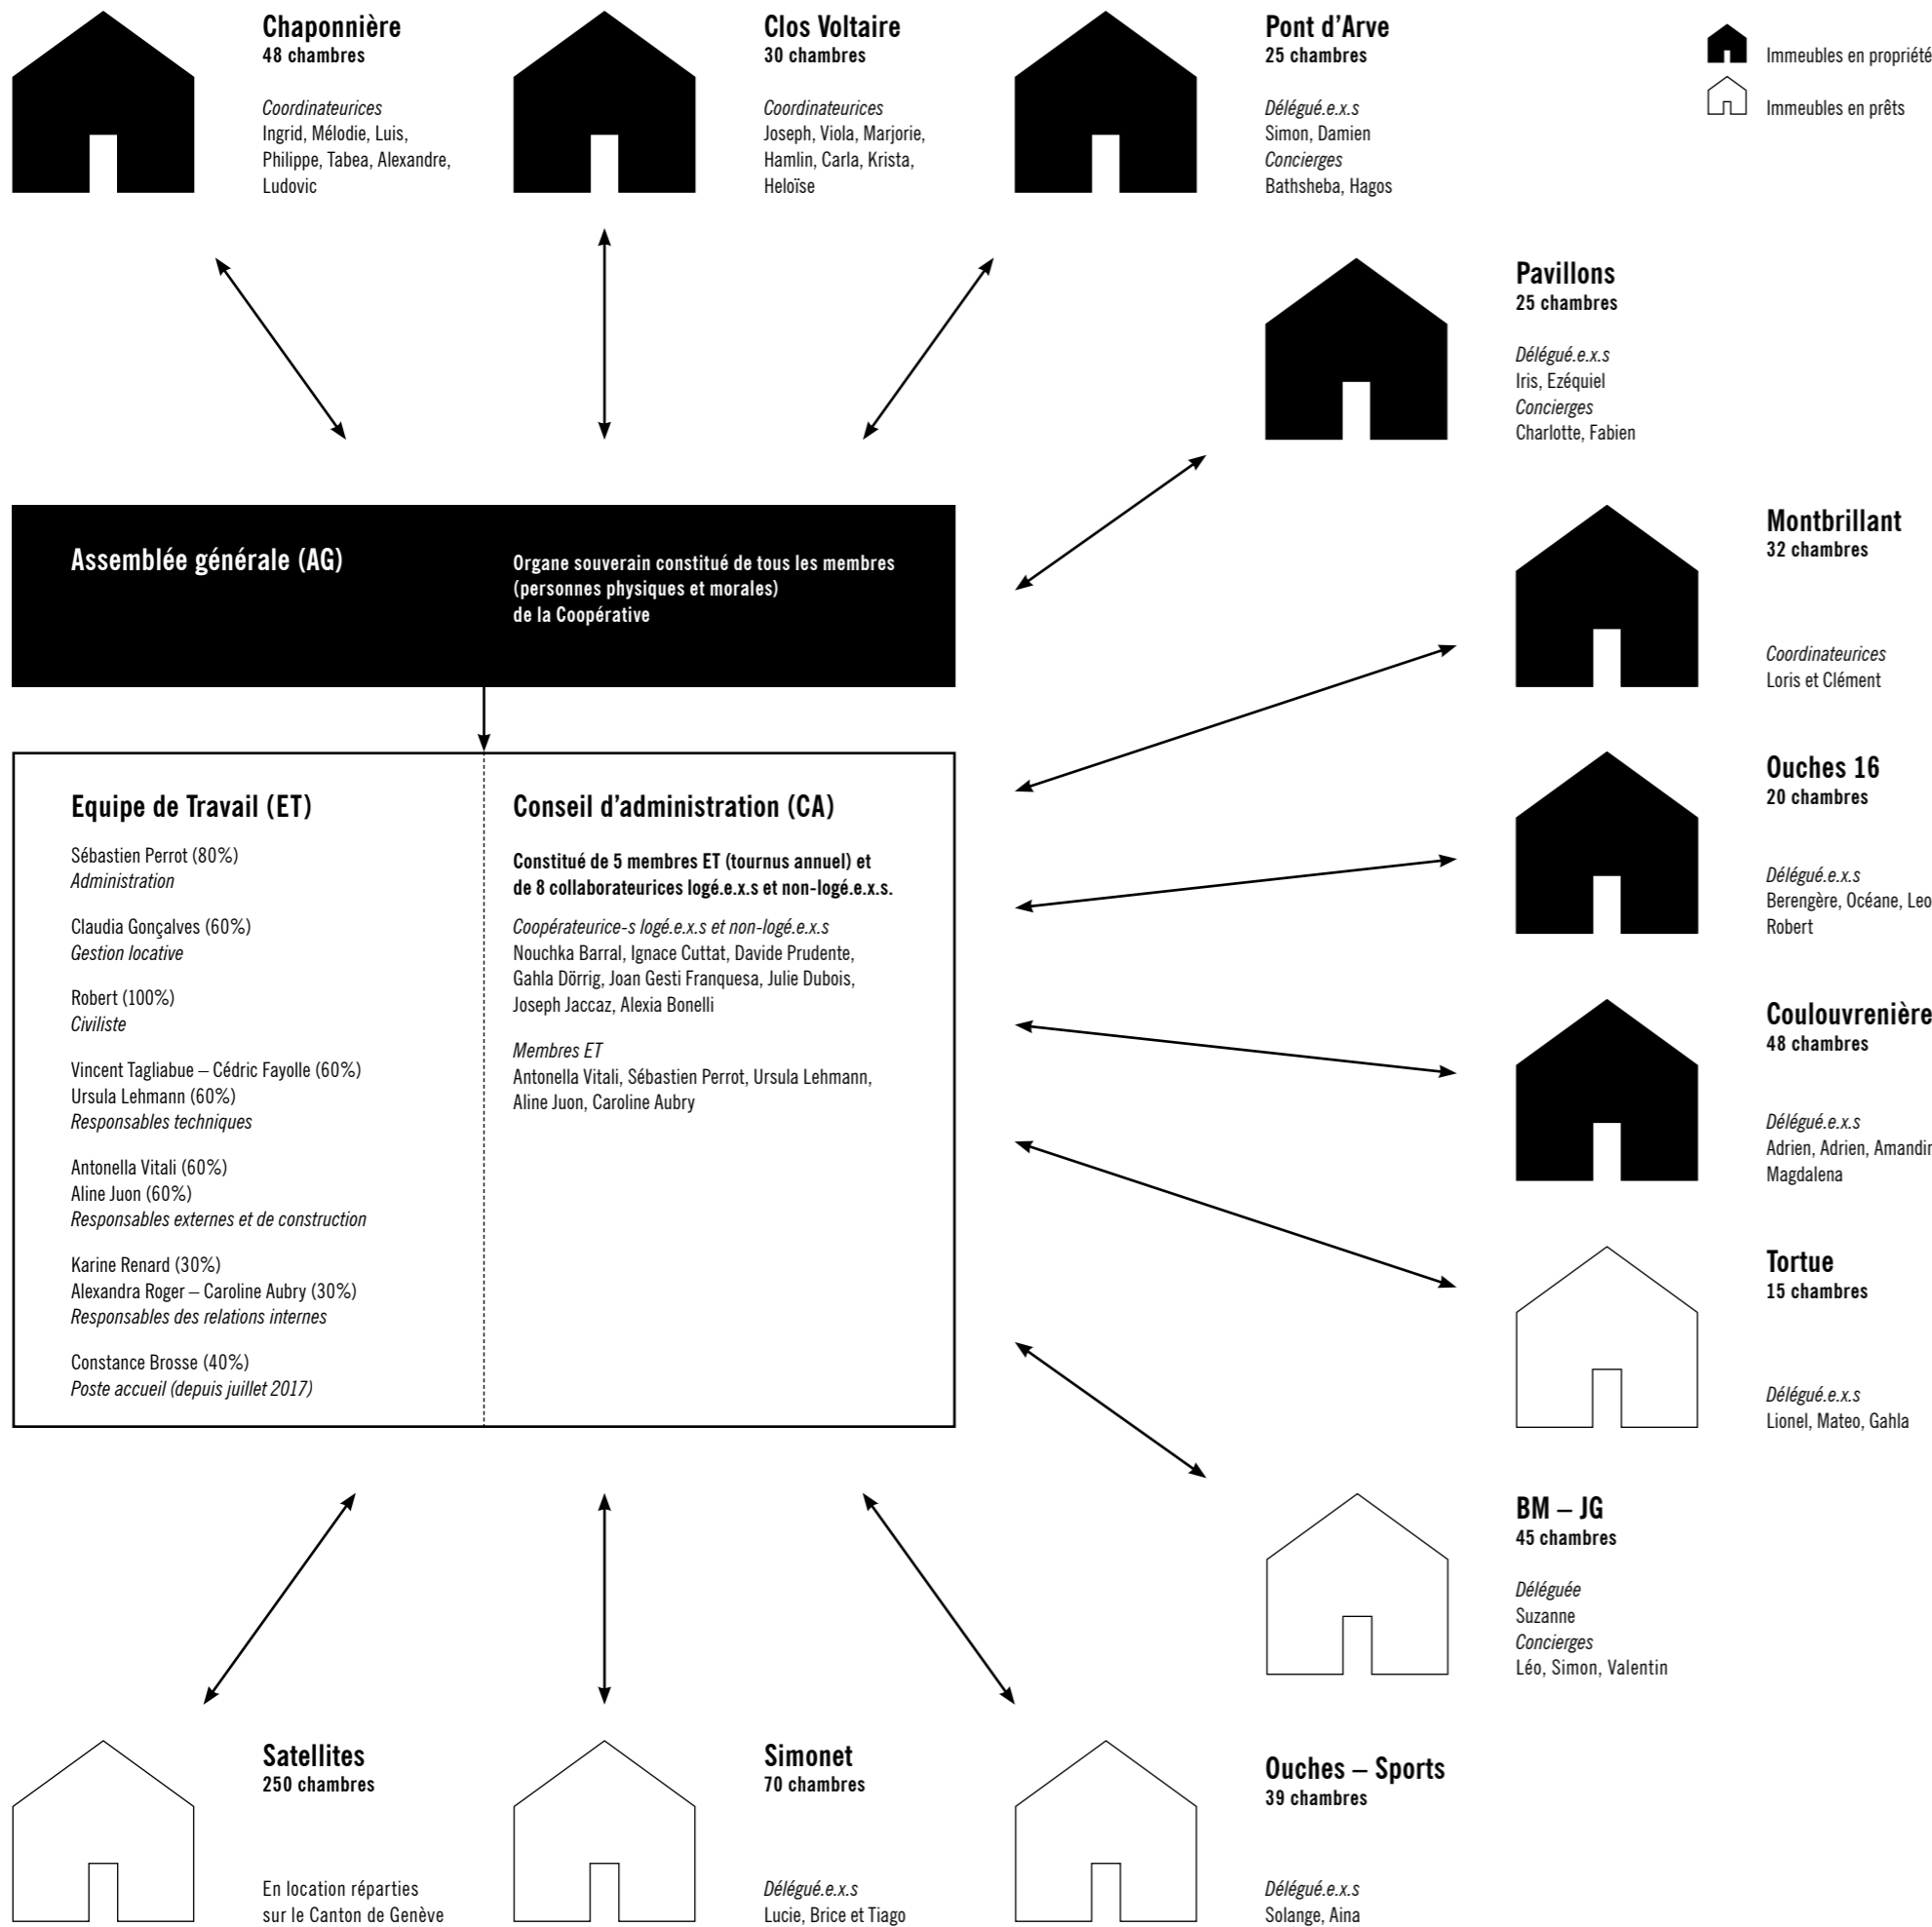 Chaponnière
48 chambres
Coordinateurices
Ingrid, Mélodie, Luis,
Philippe, Tabea, Alexandre,
Ludovic
Clos Voltaire
30 chambres
Coordinateurices
Joseph, Viola, Marjorie,
Hamlin, Carla, Krista,
Heloïse
Pont d'Arve
25 chambres
Délégué.e.x.s
Simon, Damien
Concierges
Bathsheba, Hagos
Immeubles en propriété
Immeubles en prêts
Pavillons
25 chambres
Délégué.e.x.s
Iris, Ezéquiel
Concierges
Charlotte, Fabien
Assemblée générale (AG)
Organe souverain constitué de tous les membres
(personnes physiques et morales)
de la Coopérative
Montbrillant
32 chambres
Coordinateurices
Loris et Clément
Equipe de Travail (ET)
Sébastien Perrot (80%)
Administration
Claudia Gonçalves (60%)
Gestion locative
Robert (100%)
Civiliste
Vincent Tagliabue – Cédric Fayolle (60%)
Ursula Lehmann (60%)
Responsables techniques
Antonella Vitali (60%)
Aline Juon (60%)
Responsables externes et de construction
Karine Renard (30%)
Alexandra Roger – Caroline Aubry (30%)
Responsables des relations internes
Constance Brosse (40%)
Poste accueil (depuis juillet 2017)
Conseil d'administration (CA)
Constitué de 5 membres ET (tournus annuel) et
de 8 collaborateurices logé.e.x.s et non-logé.e.x.s.
Coopérateurice-s logé.e.x.s et non-logé.e.x.s
Nouchka Barral, Ignace Cuttat, Davide Prudente,
Gahla Dörrig, Joan Gesti Franquesa, Julie Dubois,
Joseph Jaccaz, Alexia Bonelli
Membres ET
Antonella Vitali, Sébastien Perrot, Ursula Lehmann,
Aline Juon, Caroline Aubry
Ouches 16
20 chambres
Délégué.e.x.s
Berengère, Océane, Leo
Robert
Coulouvrenière
48 chambres
Délégué.e.x.s
Adrien, Adrien,
Magdalena
Tortue
15 chambres
Délégué.e.x.s
Lionel, Mateo, Gahla
BM – JG
45 chambres
Déléguée
Suzanne
Concierges
Léo, Simon, Valentin
Satellites
250 chambres
En location réparties
sur le Canton de Genève
Simonet
70 chambres
Délégué.e.x.s
Lucie, Brice et Tiago
Ouches – Sports
39 chambres
Délégué.e.x.s
Solange, Aina